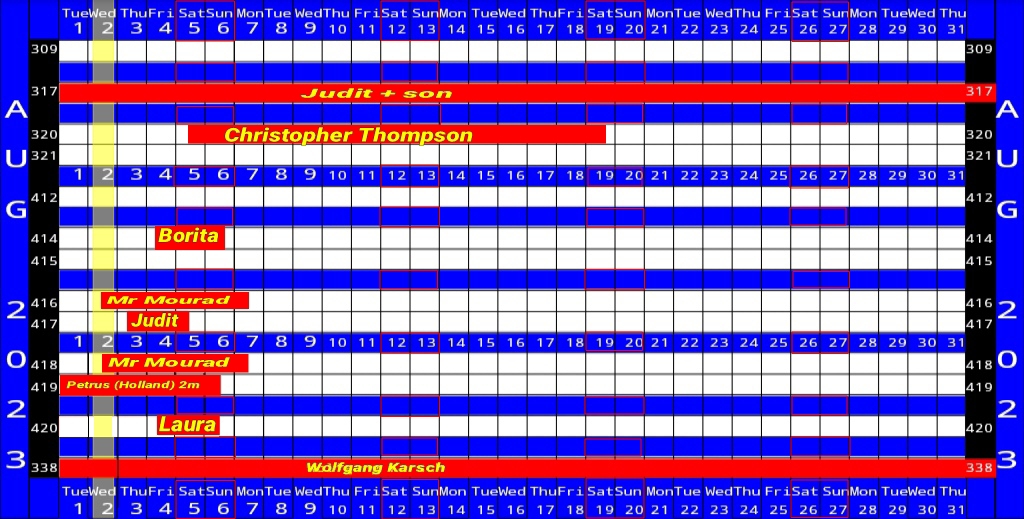 Tue Wed Thu Fri Sat Sun Mon Tue Wed Thu Fri Sat Sun Mon Tue Wed Thu Fri Sat Sun Mon Tue Wed Thu Fri Sat Sun Mon Tue Wed Thu
1 2 3 4 5 6 7 8 9 10 11 12 13 14 15 16 17 18 19 20 21 22 23 24 25 26 27 28 29 30 31
309 309
317 Judit + son 317
320 Christopher Thompson 320
321 321
1 2 3 4 5 6 7 8 9 10 11 12 13 14 15 16 17 18 19 20 21 22 23 24 25 26 27 28 29 30 31
412 412
414 Borita 414
415 415
416 Mr Mourad 416
417 Judit 417
1 2 3 4 5 6 7 8 9 10 11 12 13 14 15 16 17 18 19 20 21 22 23 24 25 26 27 28 29 30 31
418 Mr Mourad 418
419 Petrus (Holland) 2m 419
420 Laura 420
338 Wolfgang Karsch 338
Tue Wed Thu Fri Sat Sun Mon Tue Wed Thu Fri Sat Sun Mon Tue Wed Thu Fri Sat Sun Mon Tue Wed Thu Fri Sat Sun Mon Tue Wed Thu
1 2 3 4 5 6 7 8 9 10 11 12 13 14 15 16 17 18 19 20 21 22 23 24 25 26 27 28 29 30 31
AUG 2023
AUG 2023